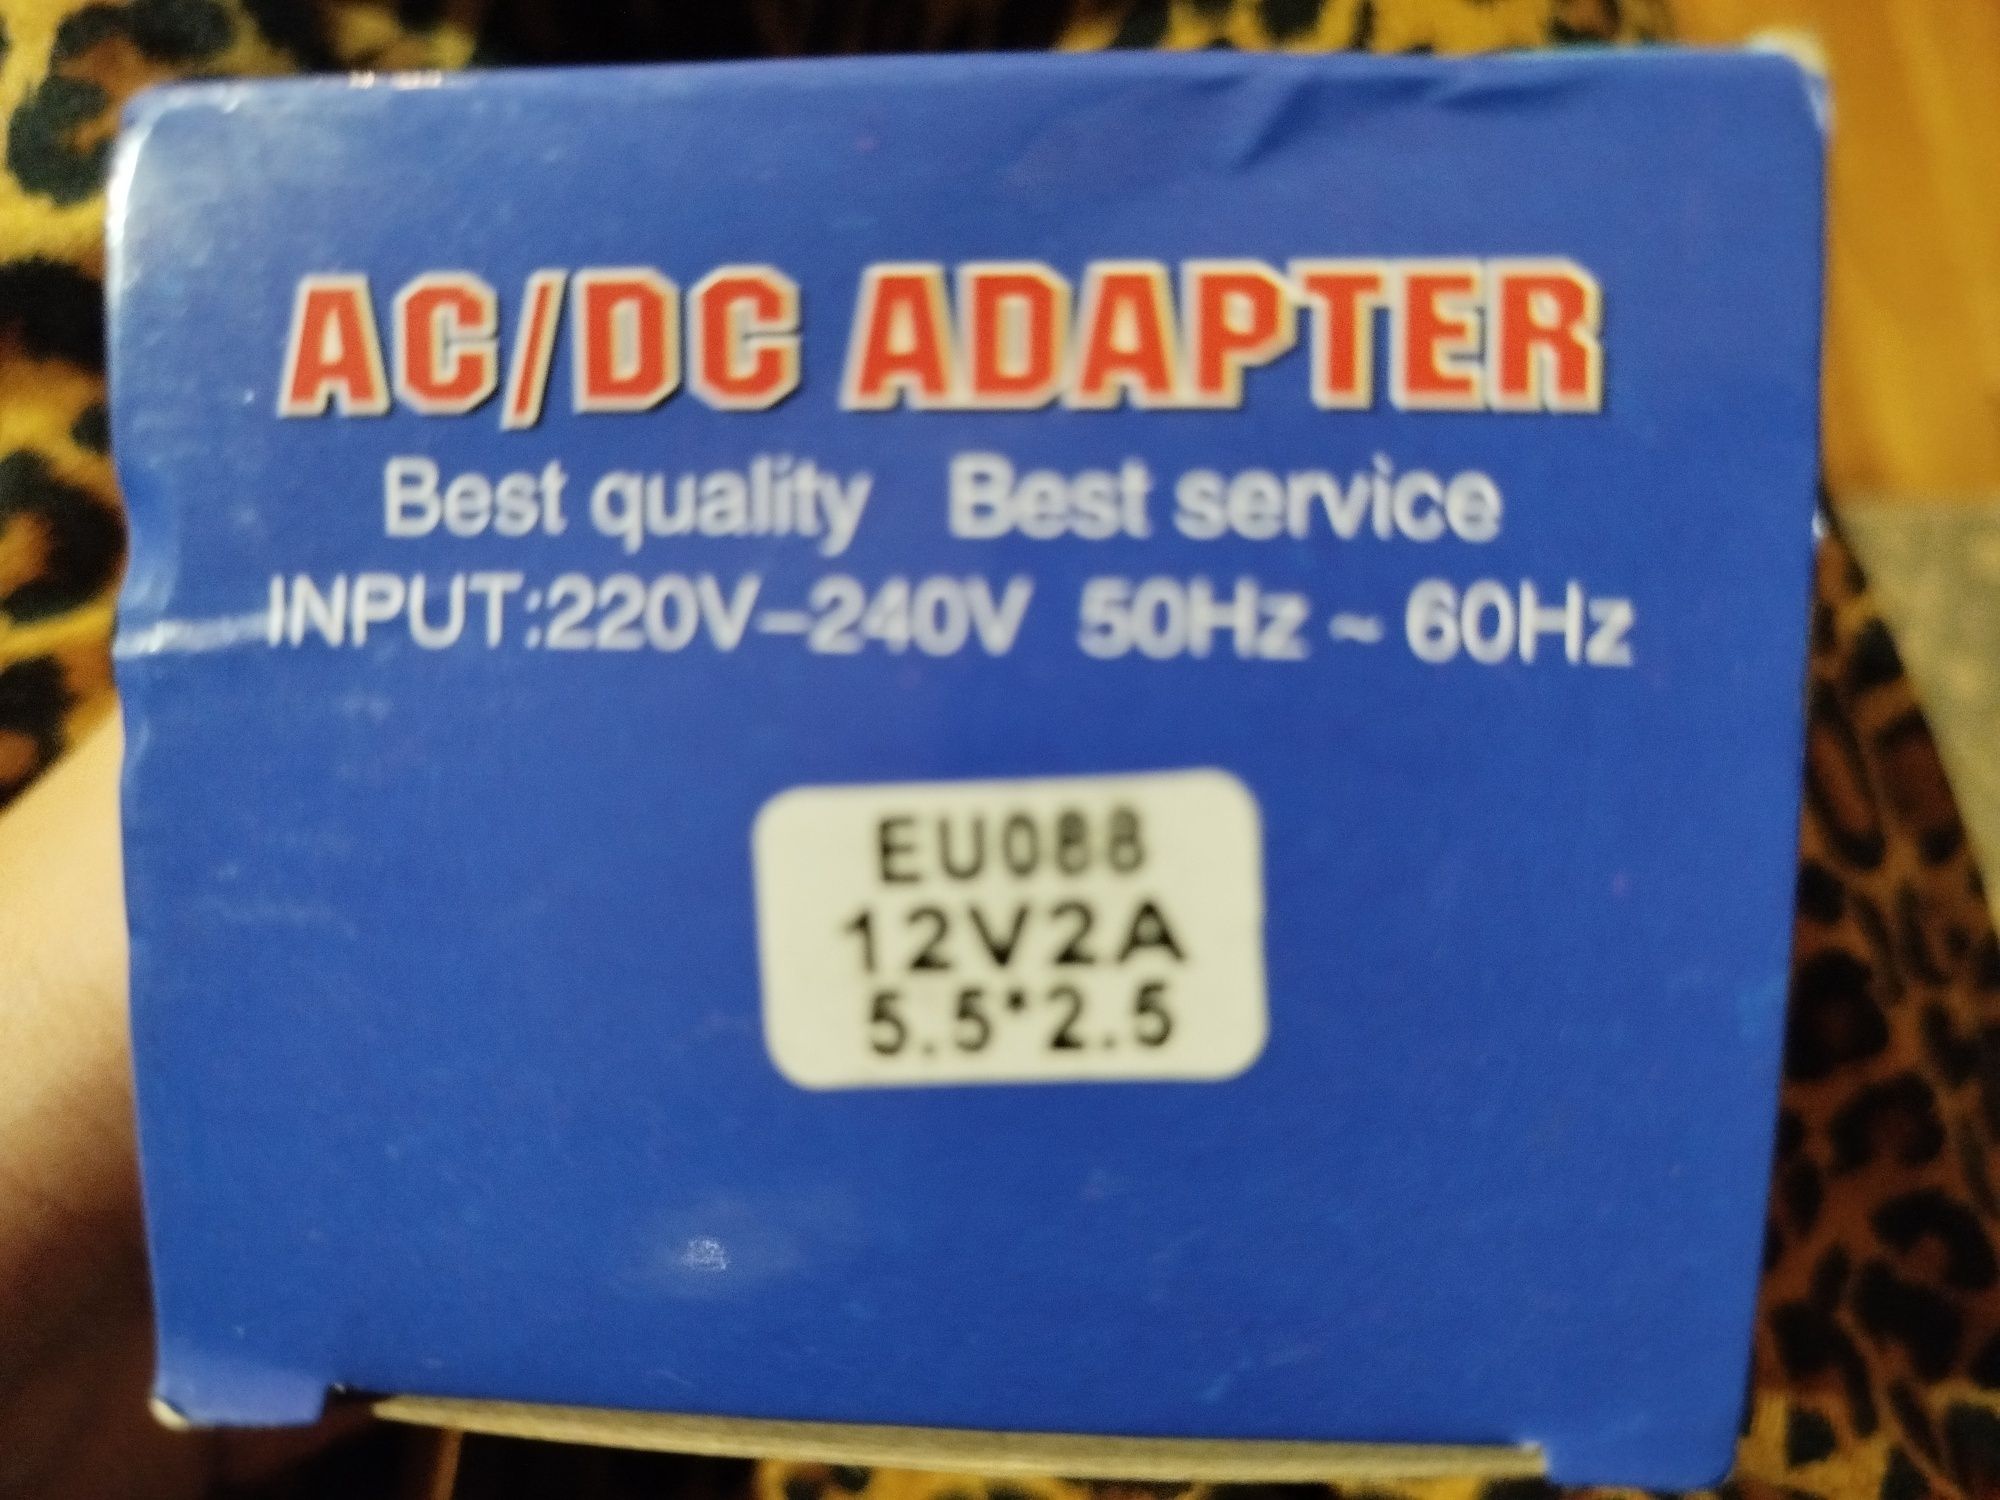 AC/DC ADAPTER
Best quality Best service
INPUT:220V-240V 50Hz ~ 60Hz
EU088
12V2A
5.5*2.5